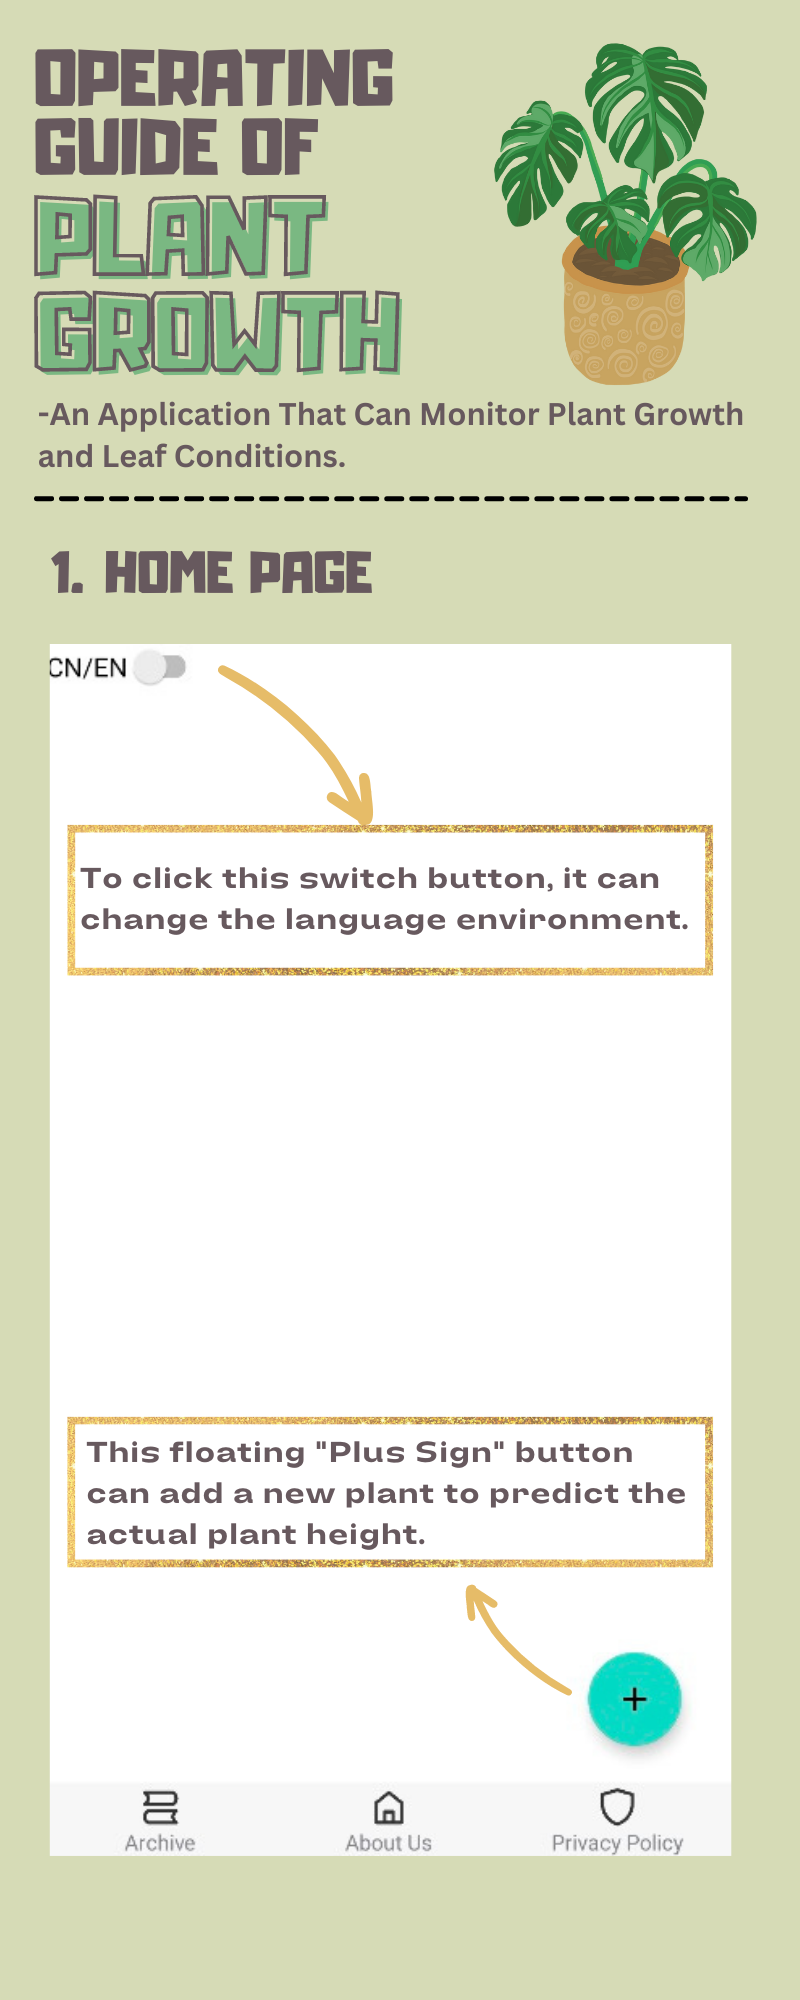 OPERATING
GUIDE OF
PLANT
GROWTH
-An Application That Can Monitor Plant Growth
and Leaf Conditions.
1. HOME PAGE
CN/EN
To click this switch button, it can
change the language environment.
This floating "Plus Sign" button
can add a new plant to predict the
actual plant height.
+
Archive
About Us
Privacy Policy